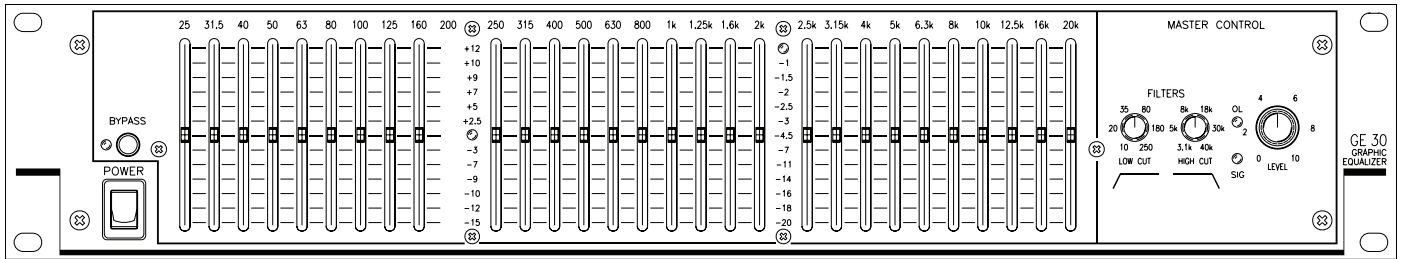 25 31.5 40 50 63 80 100 125 160 200 250 315 400 500 630 800 1k 1.25k 1.6k 2k 2.5k 3.15k 4k 5k 6.3k 8k 10k 12.5k 16k 20k
+12
+10
+9
+7
+5
+2.5
-3
-7
-7
-9
-10
-12
-15
-1
-1.5
-2
-2.5
-3
-4.5
-7
-11
-14
-16
-18
-20
BYPASS
POWER
MASTER CONTROL
FILTERS
35 80
20 180
10 250
LOW CUT
8k 18k
5k 30k
3.1k 40k
HIGH CUT
OL
SIG
4 6
2 8
0 10
LEVEL
GE 30
GRAPHIC
EQUALIZER